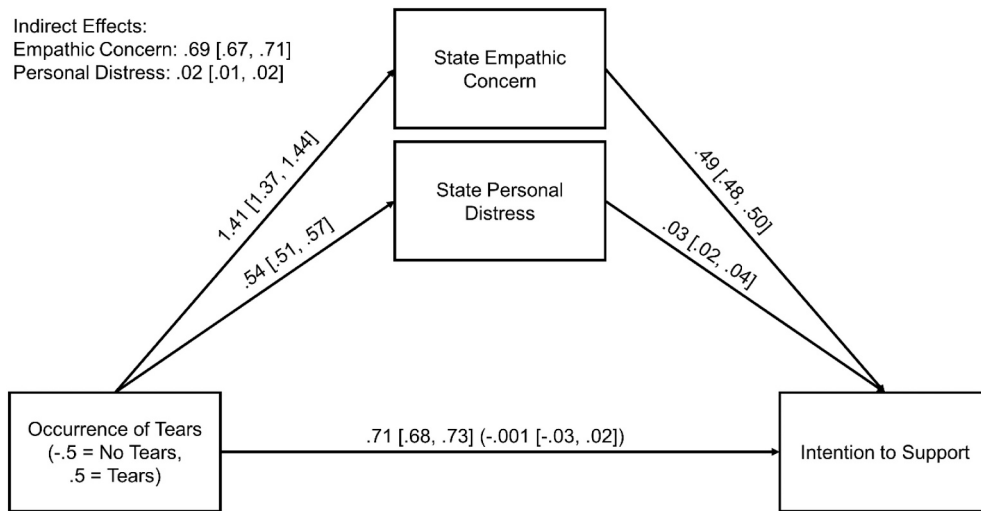 Indirect Effects:
Empathic Concern: .69 [.67, .71]
Personal Distress: .02 [.01, .02]
State Empathic
Concern
State Personal
Distress
1.41 [1.37, 1.44]
.54 [.51, .57]
.49 [.48, .50]
.03 [.02, .04]
Occurrence of Tears
(-.5 = No Tears,
.5 = Tears)
.71 [.68, .73] (-.001 [-.03, .02])
Intention to Support